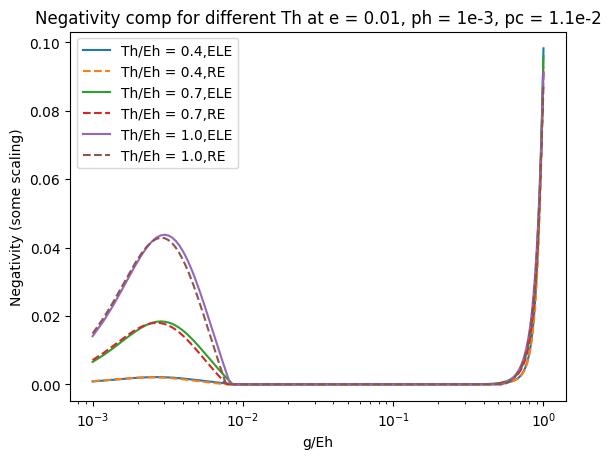 Negativity comp for different Th at e = 0.01, ph = 1e-3, pc = 1.1e-2
Th/Eh = 0.4,ELE
Th/Eh = 0.4,RE
Th/Eh = 0.7,ELE
Th/Eh = 0.7,RE
Th/Eh = 1.0,ELE
Th/Eh = 1.0,RE
Negativity (some scaling)
0.10
0.08
0.06
0.04
0.02
0.00
10⁻³
10⁻²
10⁻¹
10⁰
g/Eh